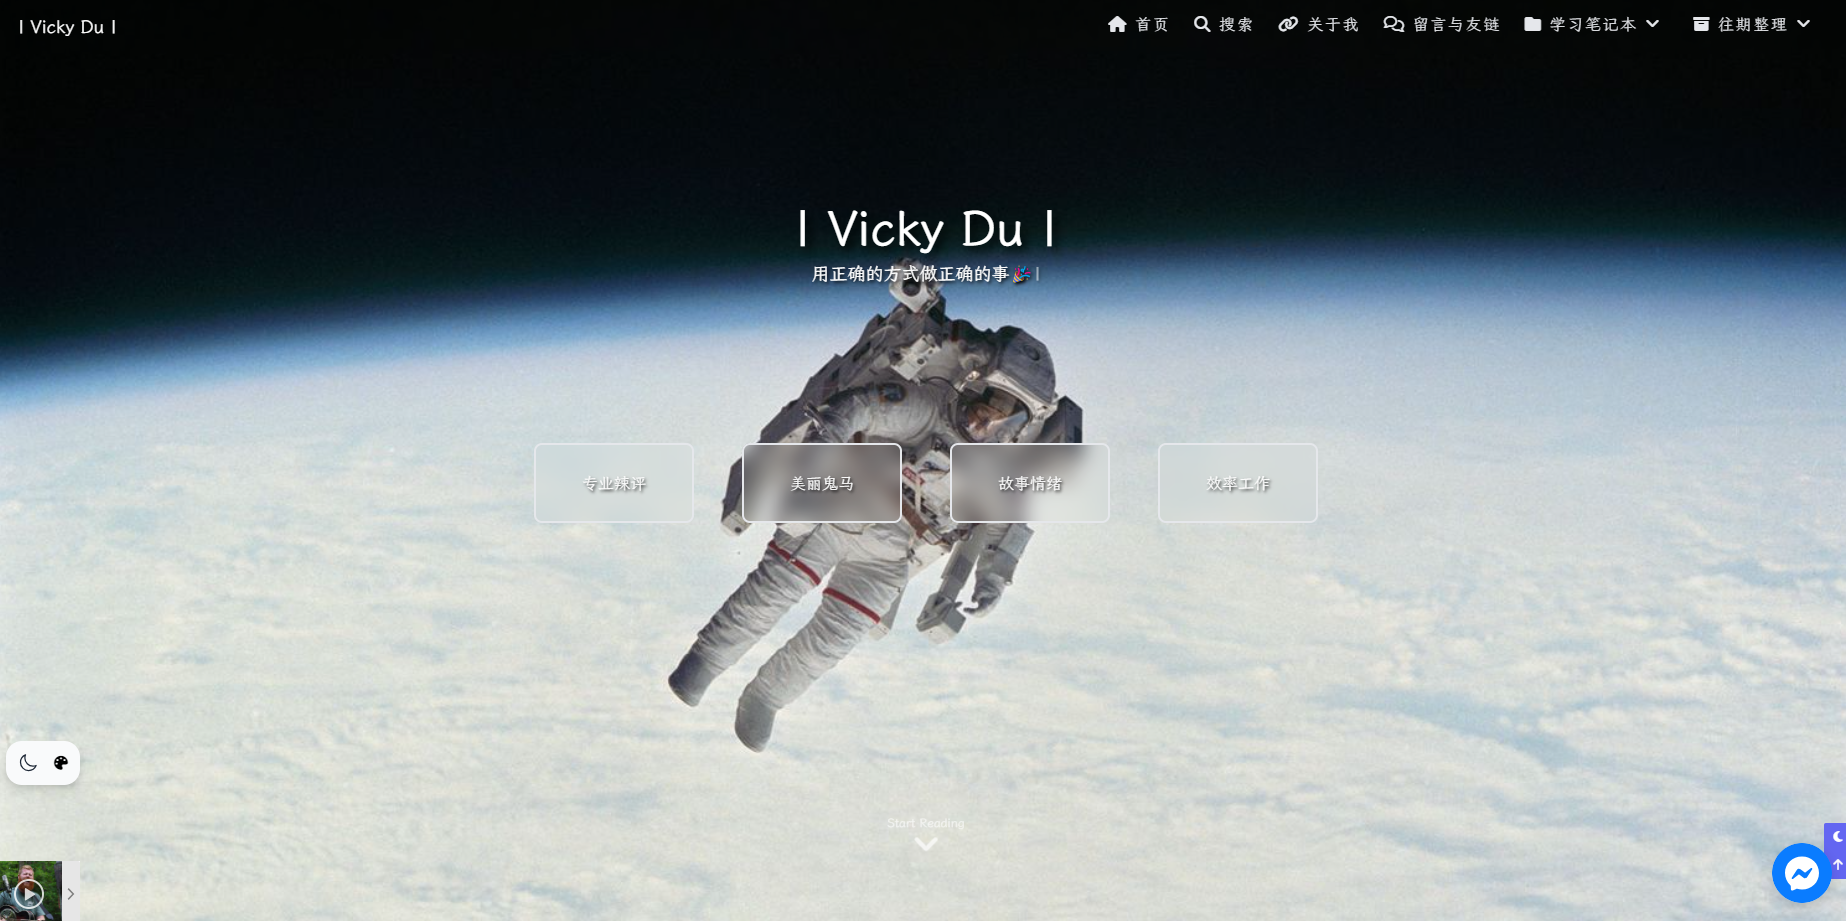 | Vicky Du |
首页
搜索
关于我
留言与友链
学习笔记本
往期整理
| Vicky Du |
用正确的方式做正确的事🎉|
专业辣评
美丽鬼马
故事情绪
效率工作
Start Reading